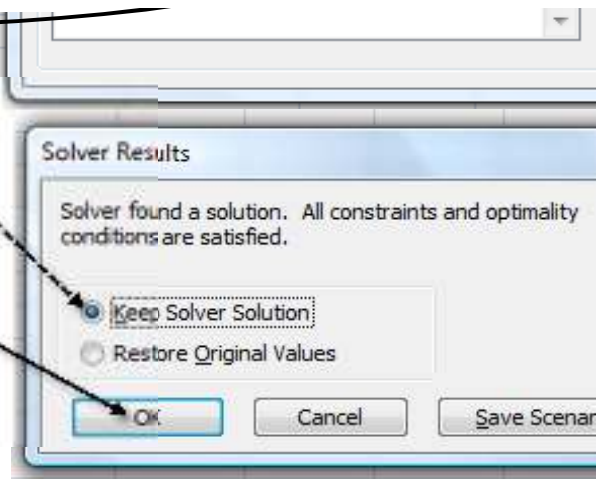 Solver Results
Solver found a solution. All constraints and optimality
conditions are satisfied.
Keep Solver Solution
Restore Original Values
OK Cancel Save Scenar